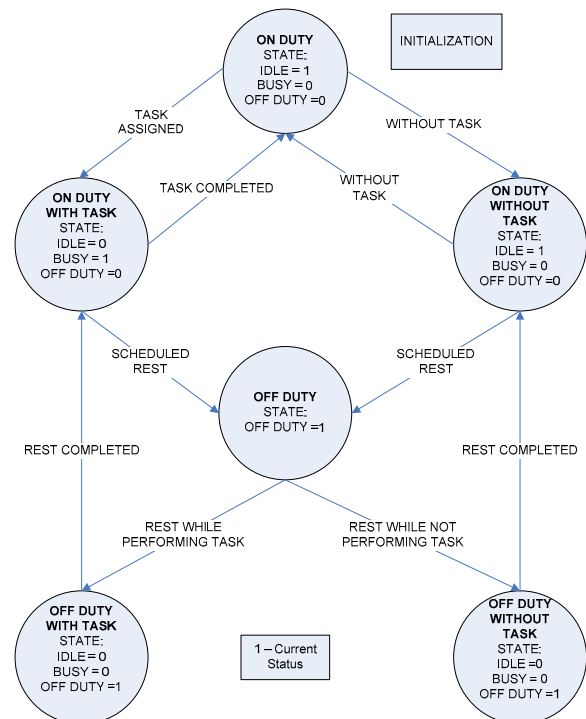 ON DUTY
STATE:
IDLE = 1
BUSY = 0
OFF DUTY =0
INITIALIZATION
TASK
ASSIGNED
WITHOUT TASK
TASK COMPLETED
WITHOUT
TASK
ON DUTY
WITH TASK
STATE:
IDLE = 0
BUSY = 1
OFF DUTY =0
ON DUTY
WITHOUT
TASK
STATE:
IDLE = 1
BUSY = 0
OFF DUTY =0
SCHEDULED
REST
SCHEDULED
REST
OFF DUTY
STATE:
OFF DUTY =1
REST COMPLETED
REST COMPLETED
REST WHILE
PERFORMING TASK
REST WHILE NOT
PERFORMING TASK
OFF DUTY
WITH TASK
STATE:
IDLE = 0
BUSY = 0
OFF DUTY =1
1 – Current
Status
OFF DUTY
WITHOUT
TASK
STATE:
IDLE =0
BUSY = 0
OFF DUTY =1